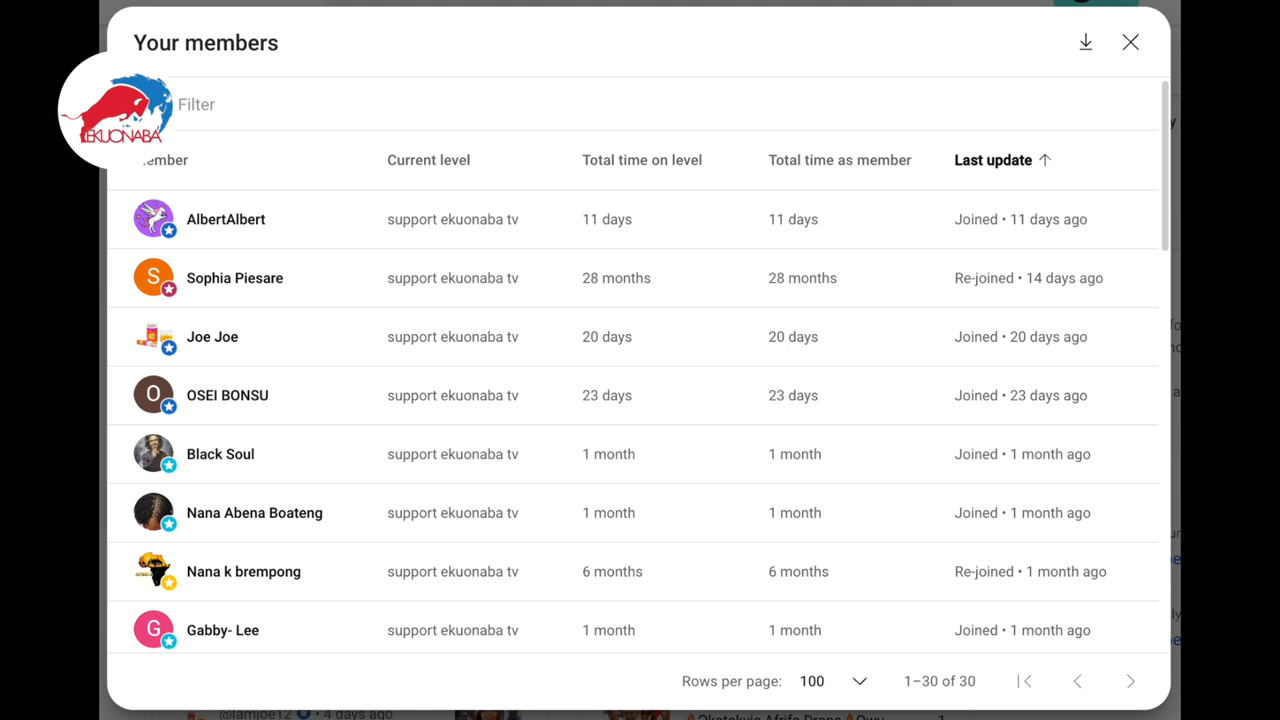 Your members
EKUONABA
Filter
ember Current level Total time on level Total time as member Last update ↑
AlbertAlbert support ekuonaba tv 11 days 11 days Joined • 11 days ago
S Sophia Piesare support ekuonaba tv 28 months 28 months Re-joined • 14 days ago
Joe Joe support ekuonaba tv 20 days 20 days Joined • 20 days ago
O OSEI BONSU support ekuonaba tv 23 days 23 days Joined • 23 days ago
Black Soul support ekuonaba tv 1 month 1 month Joined • 1 month ago
Nana Abena Boateng support ekuonaba tv 1 month 1 month Joined • 1 month ago
Nana k brempong support ekuonaba tv 6 months 6 months Re-joined • 1 month ago
G Gabby- Lee support ekuonaba tv 1 month 1 month Joined • 1 month ago
Rows per page: 100 1–30 of 30
@iamjoe12 • 4 days ago